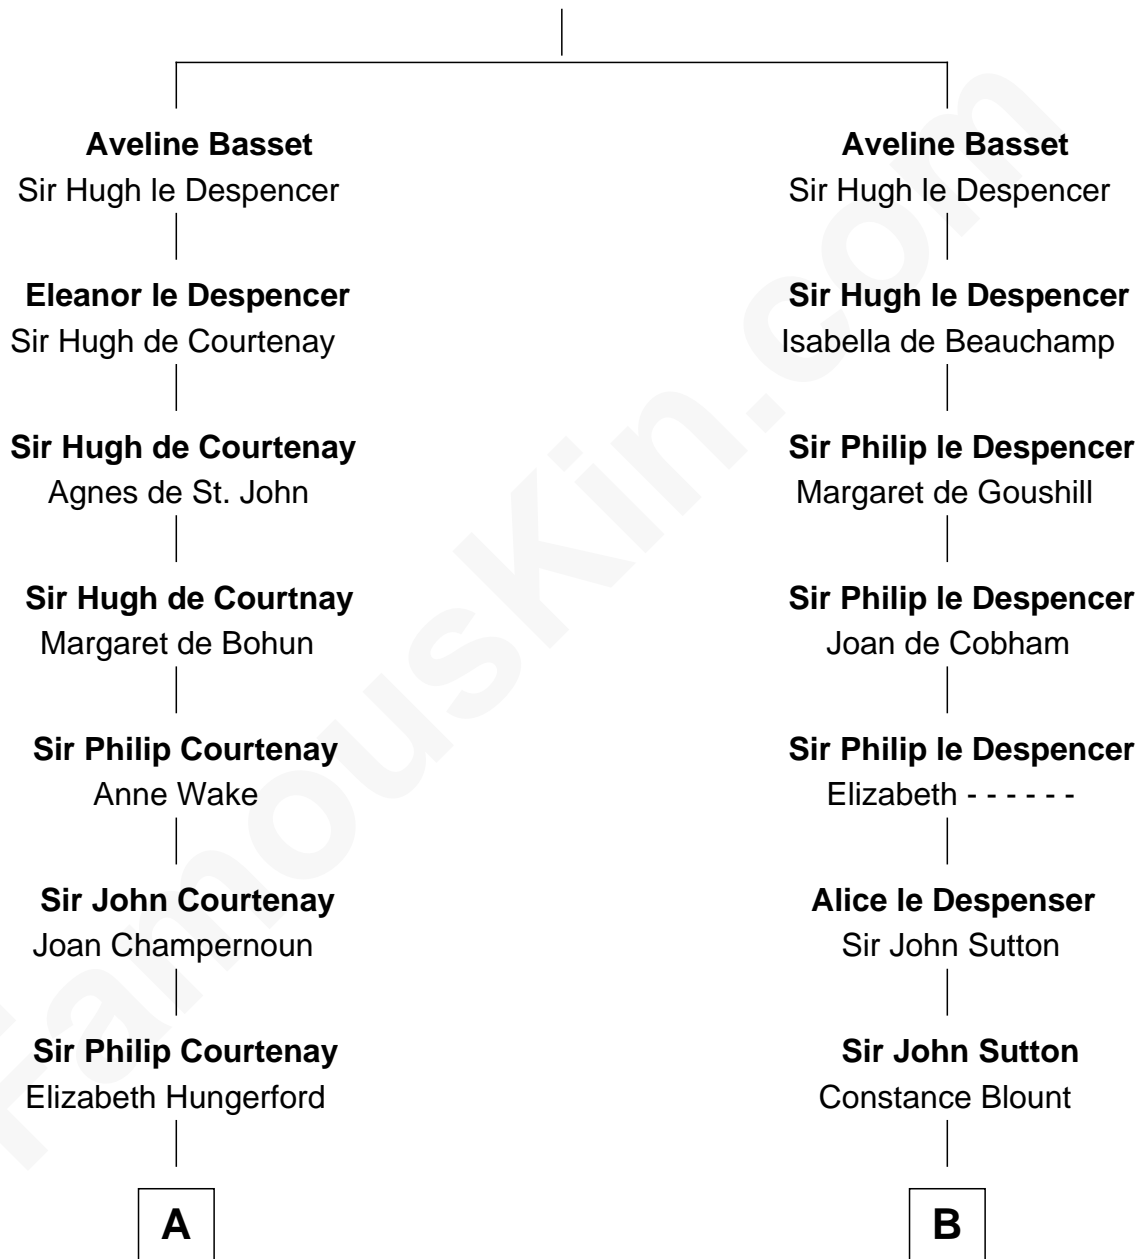 Aveline Basset
Sir Hugh le Despencer
Eleanor le Despencer
Sir Hugh de Courtenay
Sir Hugh de Courtenay
Agnes de St. John
Sir Hugh de Courtnay
Margaret de Bohun
Sir Philip Courtenay
Anne Wake
Sir John Courtenay
Joan Champernoun
Sir Philip Courtenay
Elizabeth Hungerford
A
Aveline Basset
Sir Hugh le Despencer
Sir Hugh le Despencer
Isabella de Beauchamp
Sir Philip le Despencer
Margaret de Goushill
Sir Philip le Despencer
Joan de Cobham
Sir Philip le Despencer
Elizabeth - - - - - -
Alice le Despenser
Sir John Sutton
Sir John Sutton
Constance Blount
B
FamousKin.com